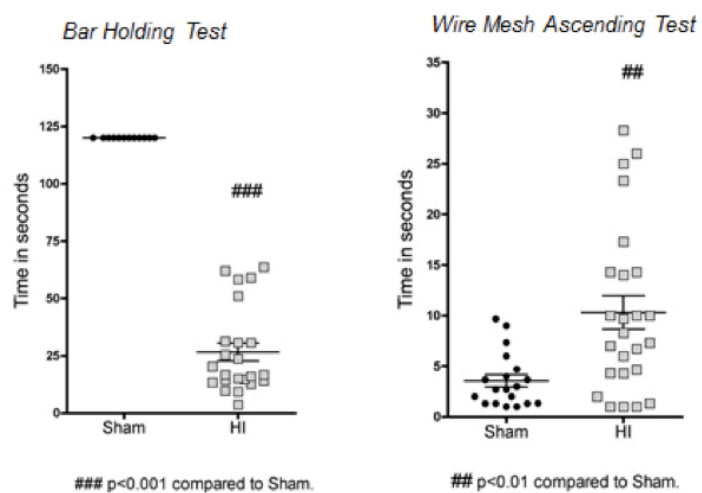 Bar Holding Test
150
125
100
75
50
25
0
Time in seconds
###
Sham
HI
### p<0.001 compared to Sham.
Wire Mesh Ascending Test
35
30
25
20
15
10
5
0
Time in seconds
##
Sham
HI
## p<0.01 compared to Sham.